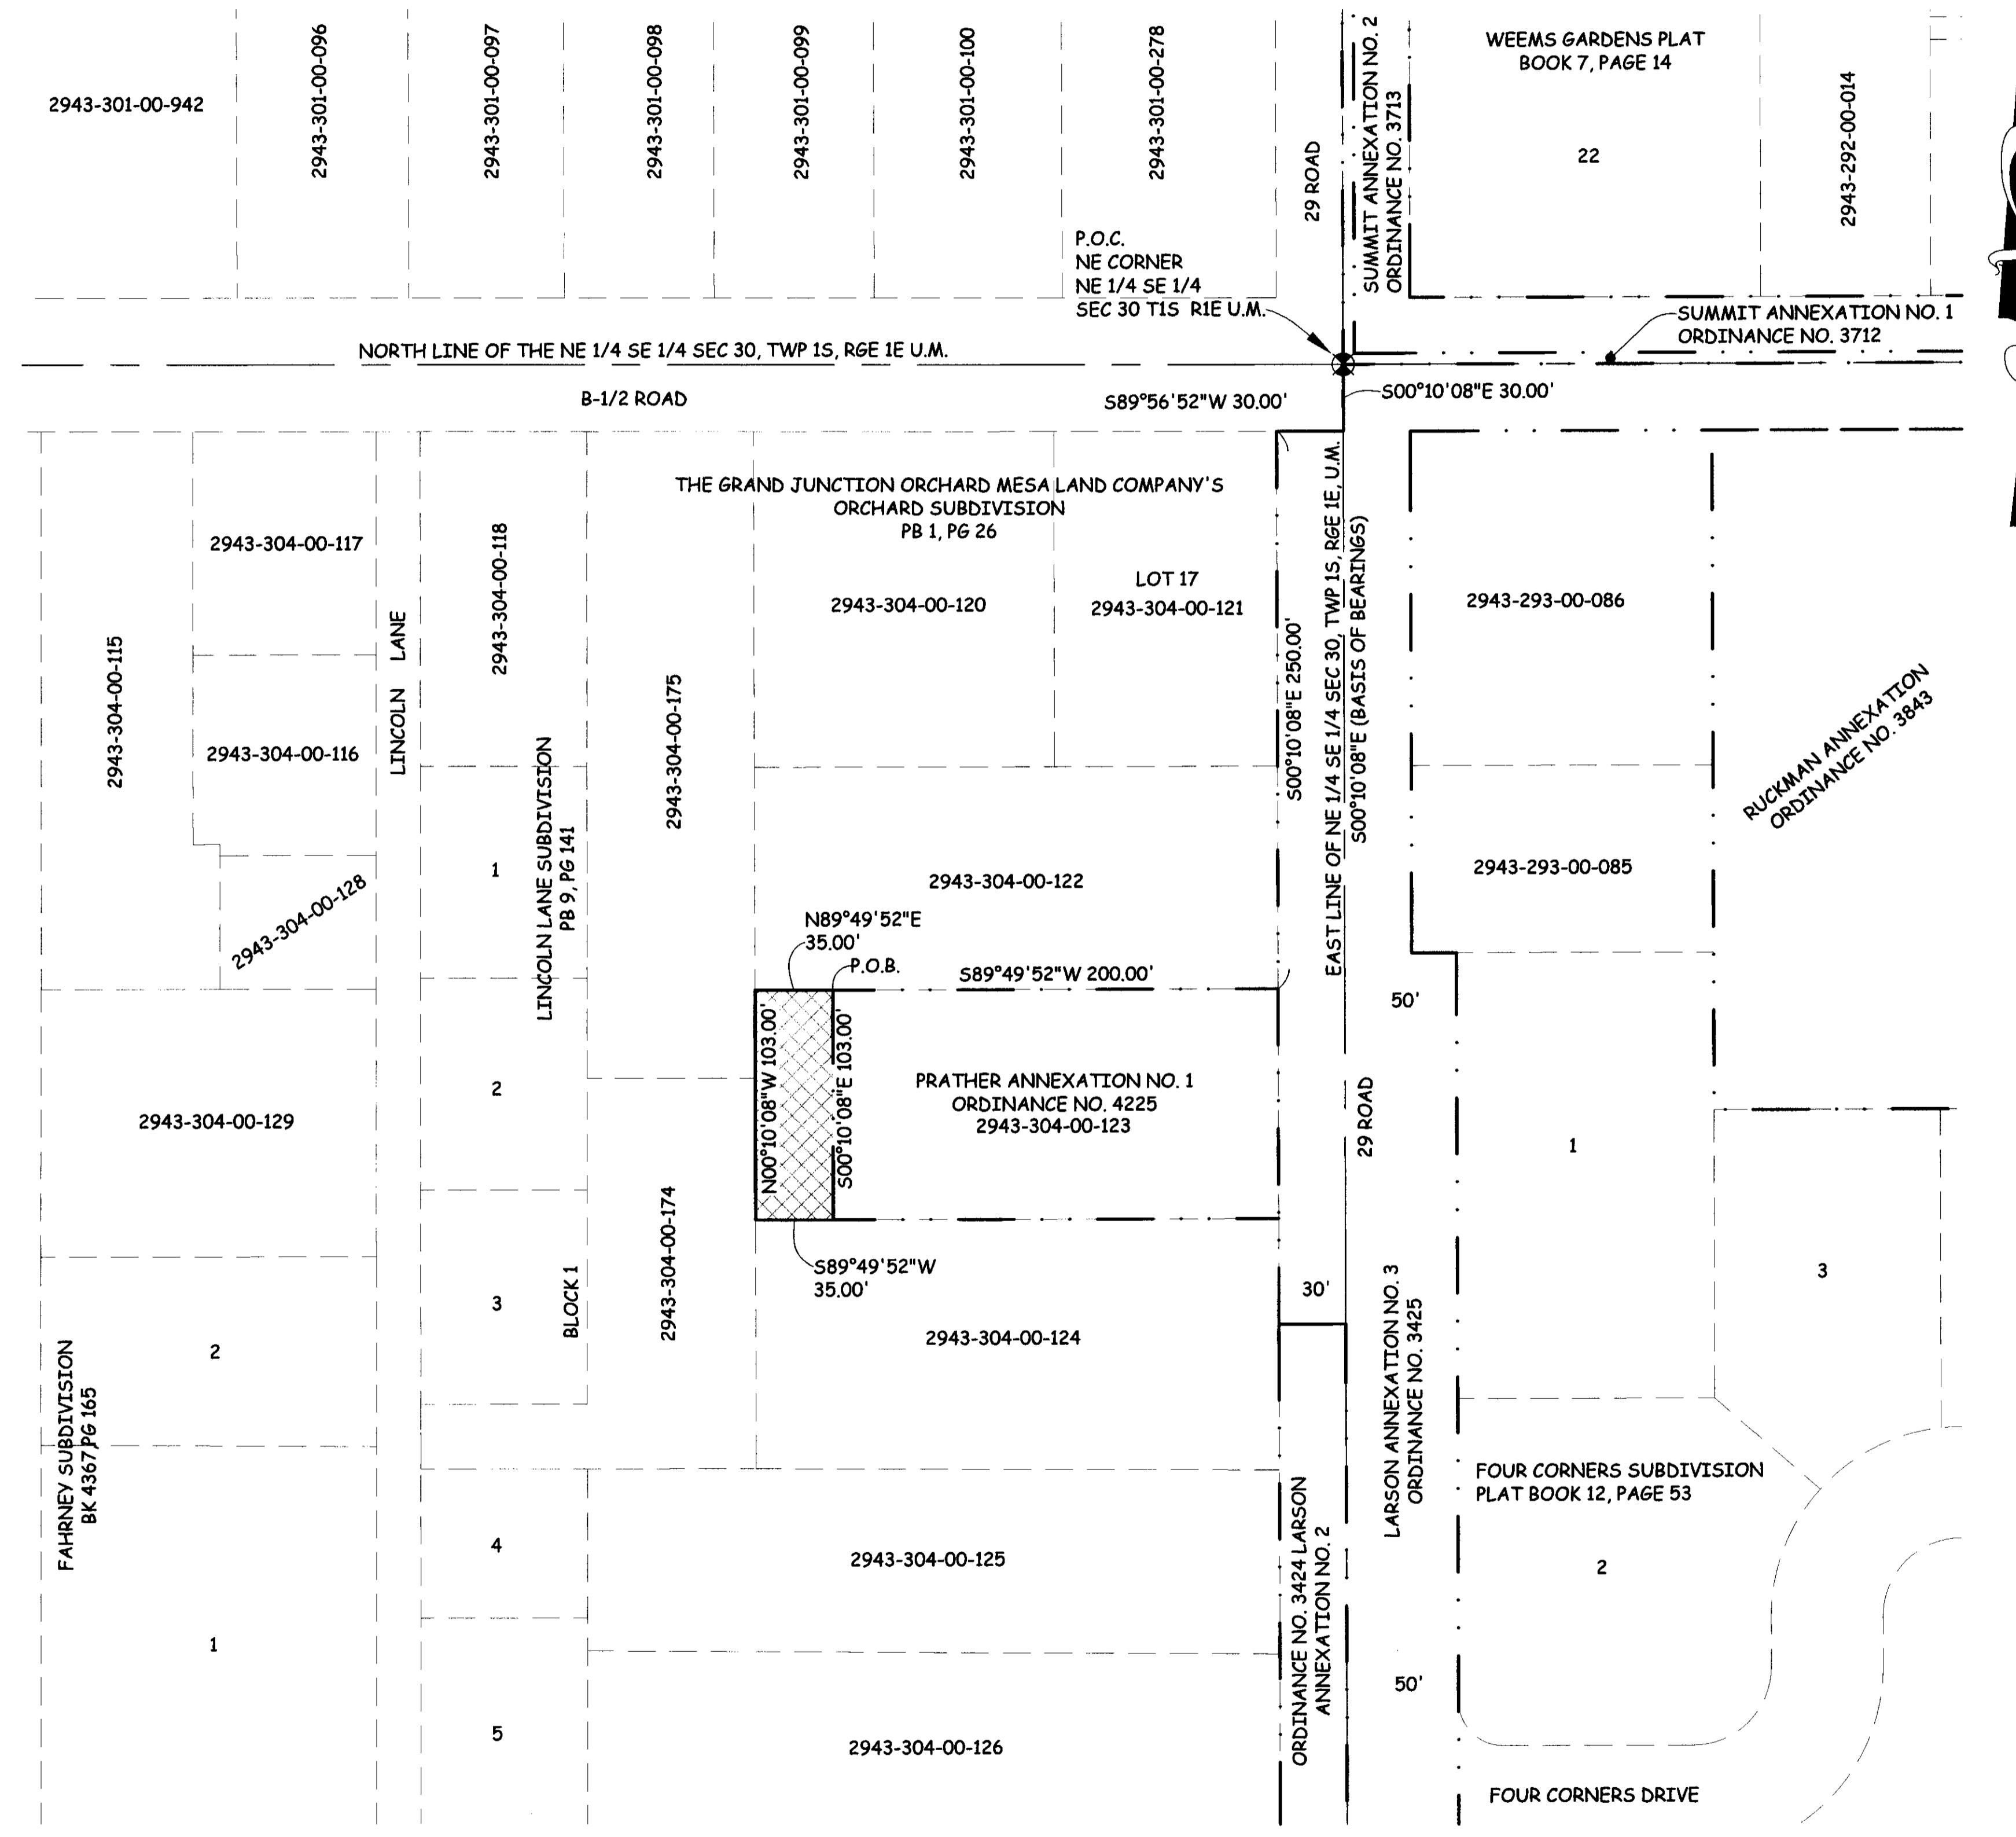 2943-301-00-942
2943-301-00-096
2943-301-00-097
2943-301-00-098
2943-301-00-099
2943-301-00-100
2943-301-00-278
29 ROAD
SUMMIT ANNEXATION NO. 2
ORDINANCE NO. 3713
WEEMS GARDENS PLAT
BOOK 7, PAGE 14
22
2943-292-00-014
P.O.C.
NE CORNER
NE 1/4 SE 1/4
SEC 30 T1S R1E U.M.
SUMMIT ANNEXATION NO. 1
ORDINANCE NO. 3712
NORTH LINE OF THE NE 1/4 SE 1/4 SEC 30, TWP 1S, RGE 1E U.M.
B-1/2 ROAD
S89°56'52"W 30.00'
S00°10'08"E 30.00'
THE GRAND JUNCTION ORCHARD MESA LAND COMPANY'S
ORCHARD SUBDIVISION
PB 1, PG 26
2943-304-00-115
2943-304-00-117
2943-304-00-116
2943-304-00-128
LINCOLN LANE
2943-304-00-118
LINCOLN LANE SUBDIVISION
PB 9, PG 141
1
2943-304-00-175
2943-304-00-120
LOT 17
2943-304-00-121
S00°10'08"E 250.00'
EAST LINE OF NE 1/4 SE 1/4 SEC 30, TWP 1S, RGE 1E, U.M.
S00°10'08"E (BASIS OF BEARINGS)
2943-293-00-086
2943-293-00-085
RUCKMAN ANNEXATION
ORDINANCE NO. 3843
2943-304-00-122
N89°49'52"E
35.00'
P.O.B.
S89°49'52"W 200.00'
50'
N00°10'08"W 103.00'
S00°10'08"E 103.00'
PRATHER ANNEXATION NO. 1
ORDINANCE NO. 4225
2943-304-00-123
29 ROAD
2943-304-00-129
2
1
S89°49'52"W
35.00'
30'
3
BLOCK 1
2943-304-00-174
2943-304-00-124
LARSON ANNEXATION NO. 3
ORDINANCE NO. 3425
3
2
FAHRNEY SUBDIVISION
BK 4367 PG 165
FOUR CORNERS SUBDIVISION
PLAT BOOK 12, PAGE 53
4
2943-304-00-125
ORDINANCE NO. 3424 LARSON
ANNEXATION NO. 2
2
1
50'
5
2943-304-00-126
FOUR CORNERS DRIVE